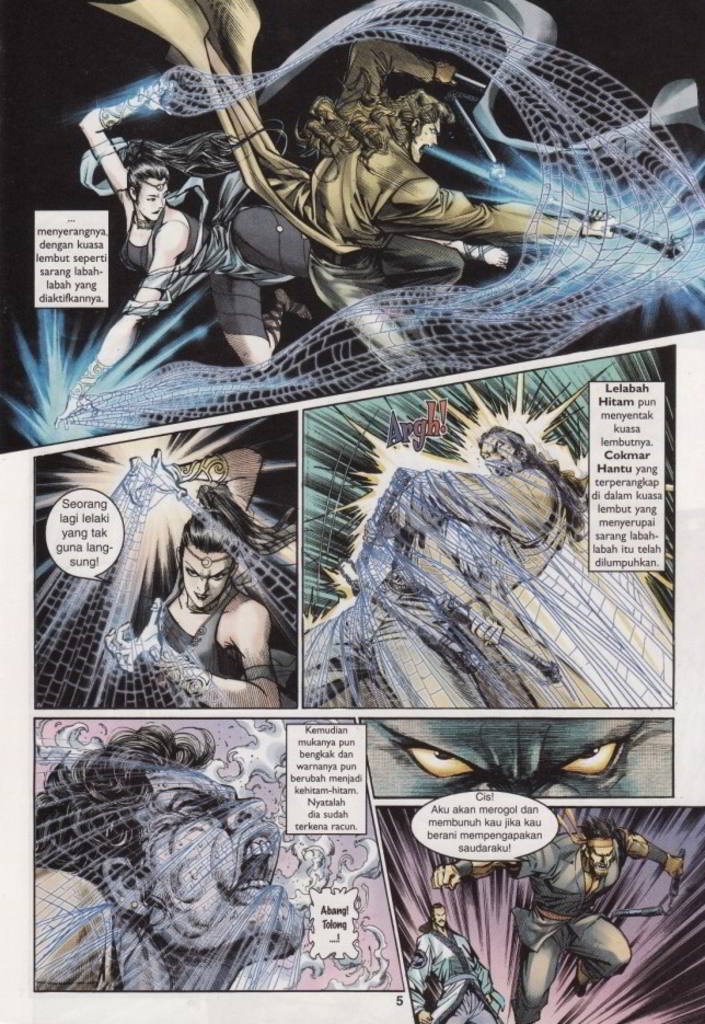 ...
menyerangnya,
dengan kuasa
lembut seperti
sarang labah-
labah yang
diaktifkannya.
Seorang
lagi lelaki
yang tak
guna lang-
sung!
Argh!
Lelabah
Hitam pun
menyentak
kuasa
lembutnya.
Cokmar
Hantu yang
terperangkap
di dalam kuasa
lembut yang
menyerupai
sarang labah-
labah itu telah
dilumpuhkan.
Kemudian
mukanya pun
bengkak dan
warnanya pun
berubah menjadi
kehitam-hitam.
Nyatalah
dia sudah
terkena racun.
Abang!
Tolong
....!
Cis!
Aku akan merogol dan
membunuh kau jika kau
berani mempengapakan
saudaraku!
5